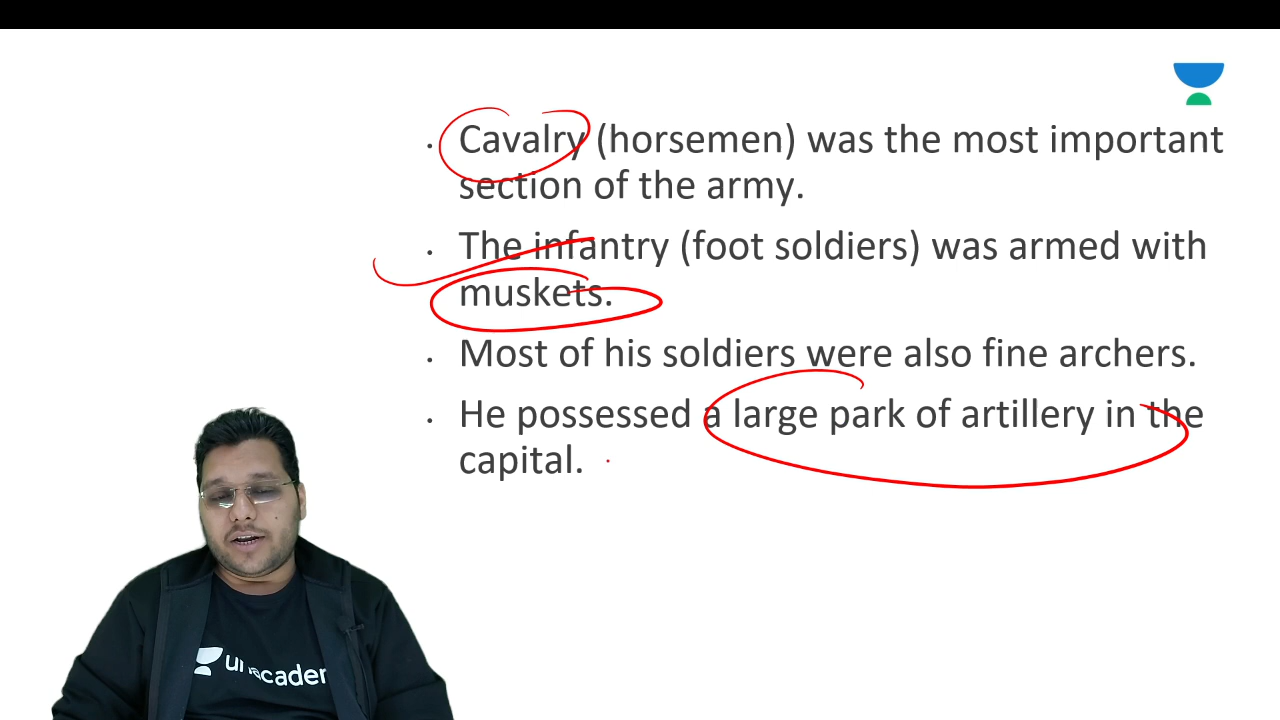 . Cavalry (horsemen) was the most important
section of the army.
. The infantry (foot soldiers) was armed with
muskets.
. Most of his soldiers were also fine archers.
. He possessed a large park of artillery in the
capital.